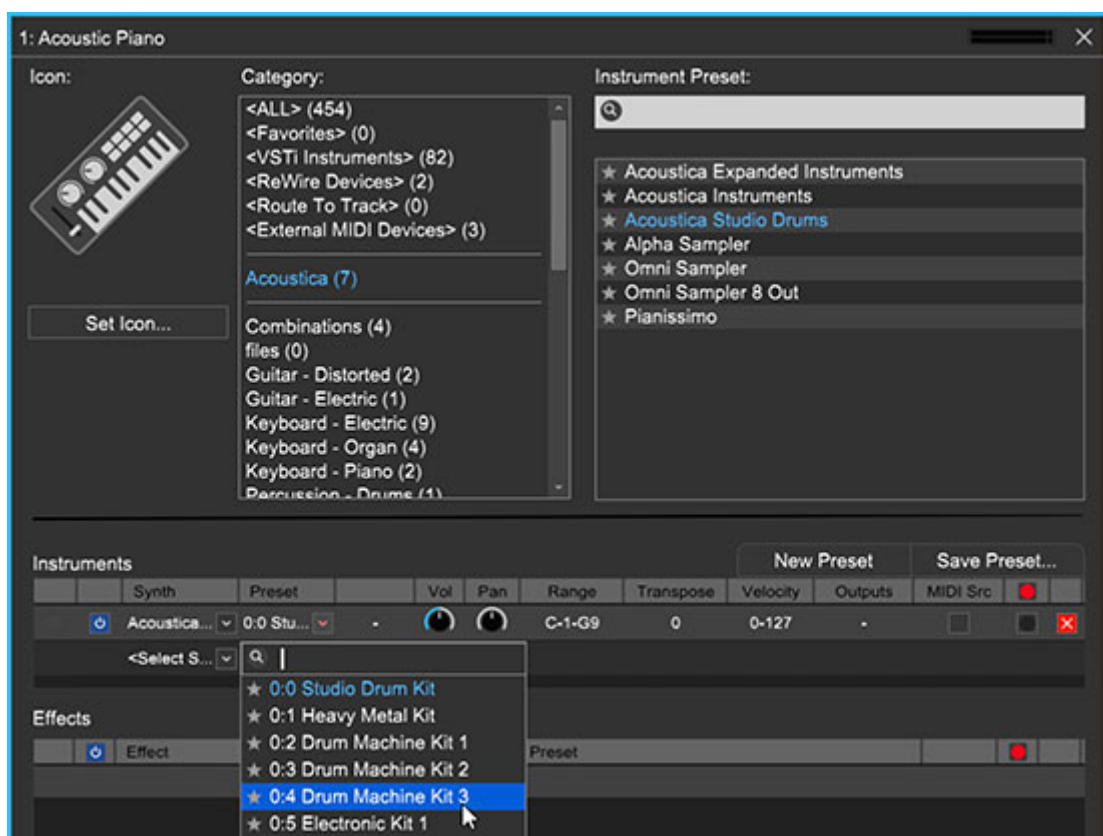 1: Acoustic Piano
Icon:
Category:
Instrument Preset:
<ALL> (454)
<Favorites> (0)
<VSTi Instruments> (82)
<ReWire Devices> (2)
<Route To Track> (0)
<External MIDI Devices> (3)
Acoustica (7)
Combinations (4)
files (0)
Guitar - Distorted (2)
Guitar - Electric (1)
Keyboard - Electric (9)
Keyboard - Organ (4)
Keyboard - Piano (2)
Percussion - Drums (1)
Set Icon...
Acoustica Expanded Instruments
Acoustica Instruments
Acoustica Studio Drums
Alpha Sampler
Omni Sampler
Omni Sampler 8 Out
Pianissimo
Instruments
New Preset
Save Preset...
Synth Preset Vol Pan Range Transpose Velocity Outputs MIDI Src
Acoustica... 0:0 Stu... - C-1-G9 0 0-127 -
<Select S...
0:0 Studio Drum Kit
0:1 Heavy Metal Kit
0:2 Drum Machine Kit 1
0:3 Drum Machine Kit 2
0:4 Drum Machine Kit 3
0:5 Electronic Kit 1
Effects
Effect Preset